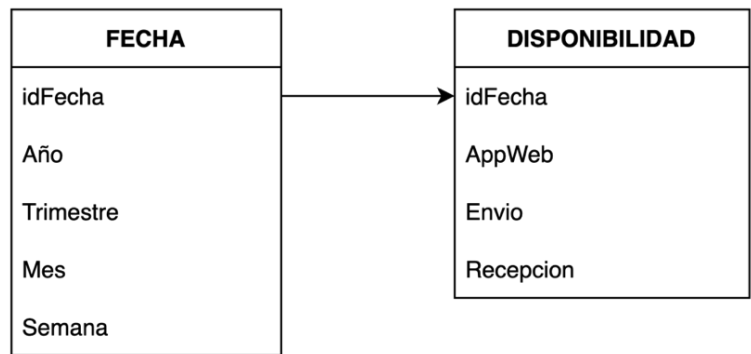 FECHA
idFecha
Año
Trimestre
Mes
Semana
DISPONIBILIDAD
idFecha
AppWeb
Envio
Recepcion